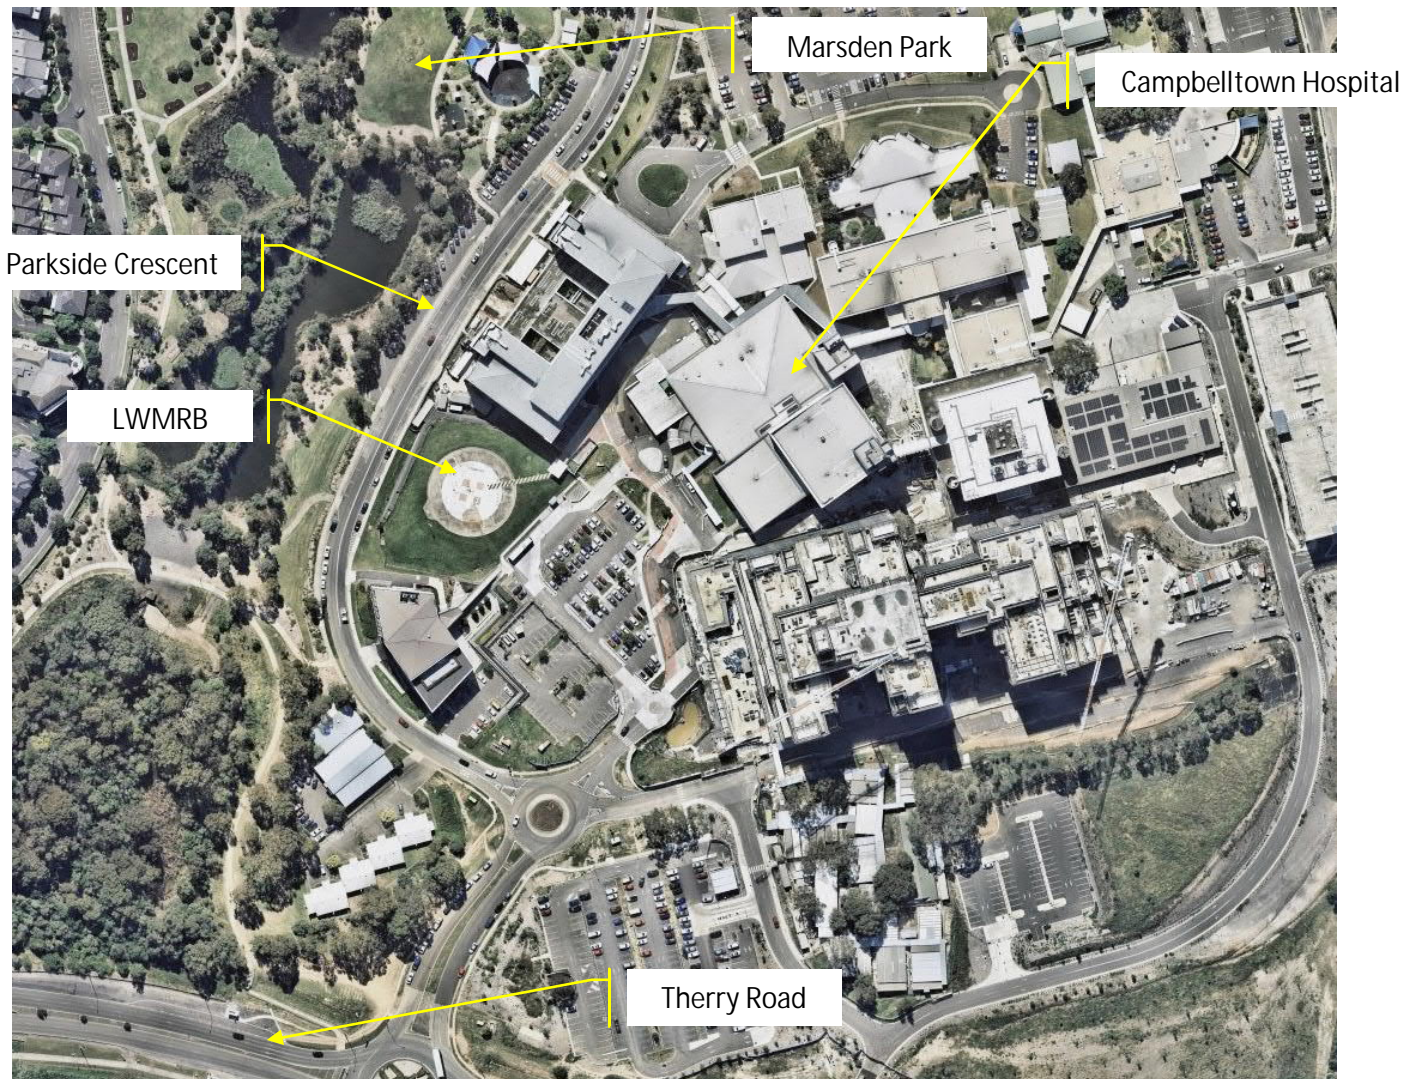 Marsden Park
Campbelltown Hospital
Parkside Crescent
LWMRB
Therry Road